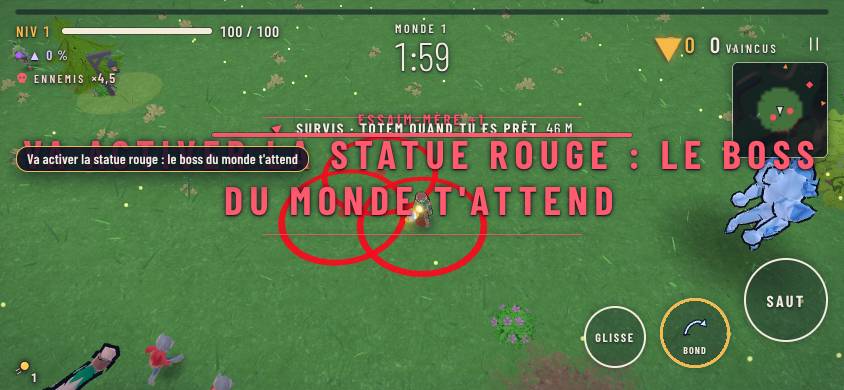 NIV 1 100 / 100
0 %
ENNEMIS ×4,5
MONDE 1
1:59
0 0 VAINCUS
ESSAIM-MÈRE ×1
SURVIS · TOTEM QUAND TU ES PRÊT 46 M
VA ACTIVER LA STATUE ROUGE : LE BOSS
DU MONDE T'ATTEND
Va activer la statue rouge : le boss du monde t'attend
SAUT
GLISSE
BOND
1